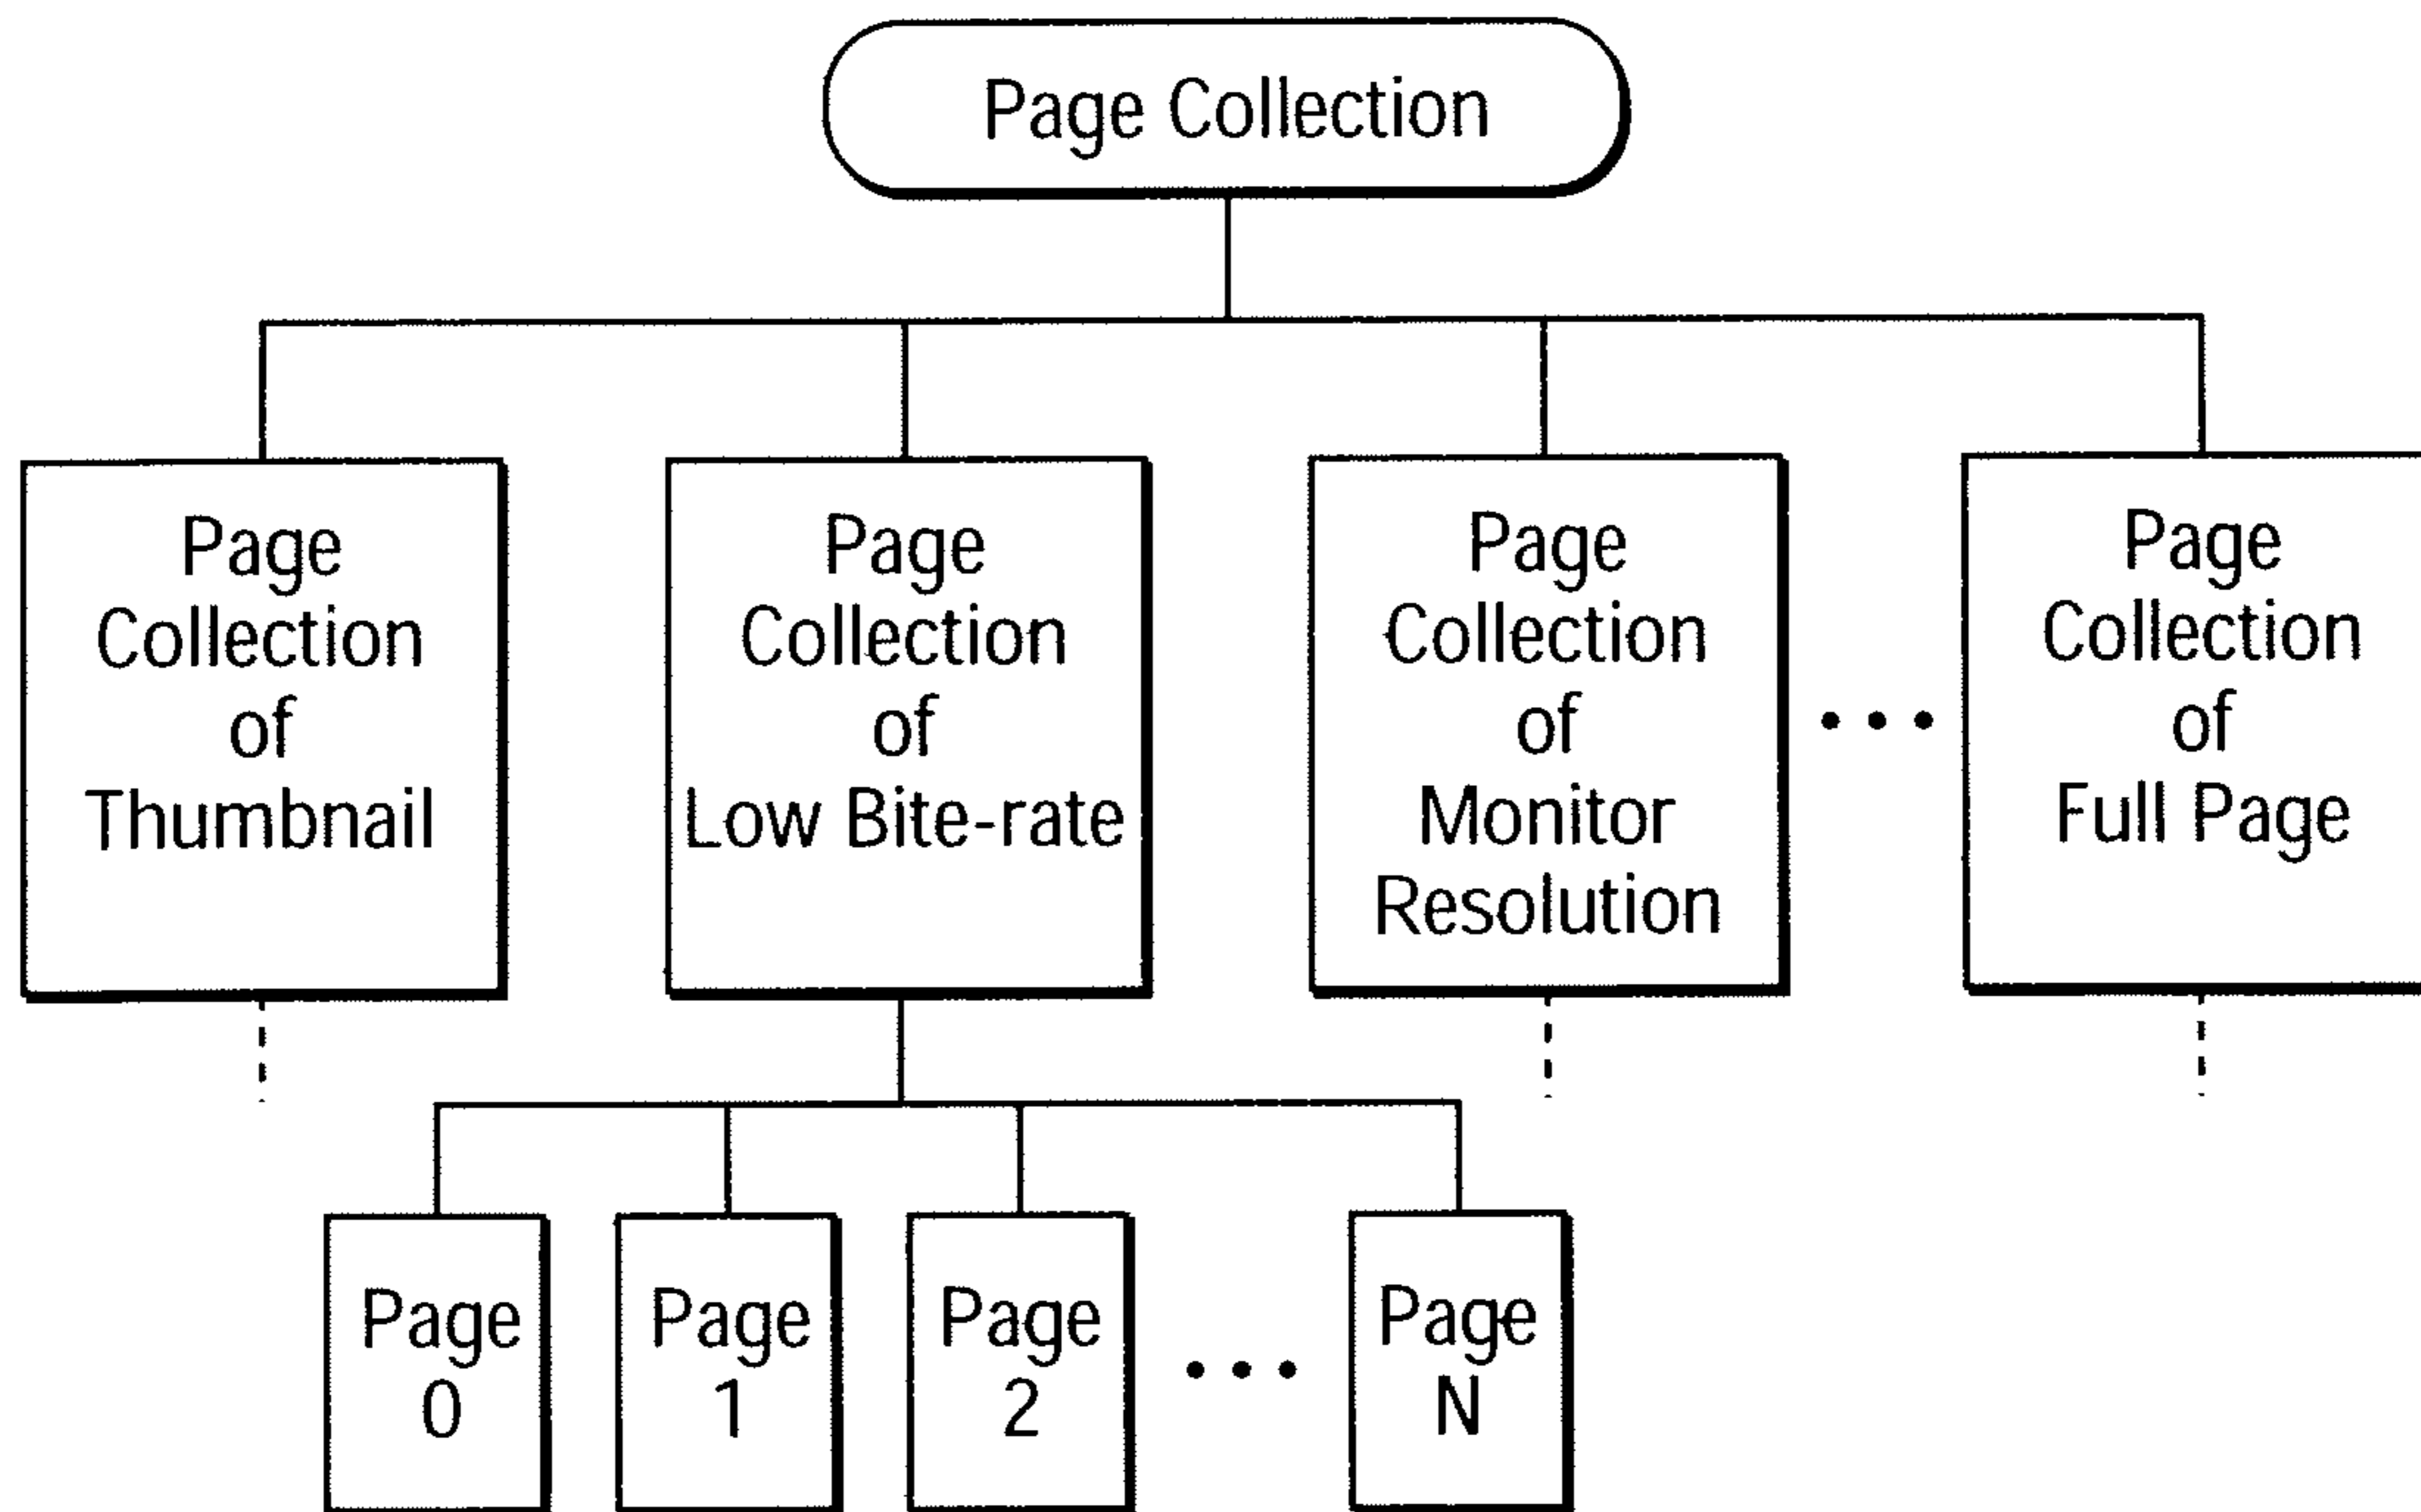 Page Collection
Page
Collection
of
Thumbnail
Page
Collection
of
Low Bite-rate
Page
Collection
of
Monitor
Resolution
• • •
Page
Collection
of
Full Page
Page
0
Page
1
Page
2
• • •
Page
N